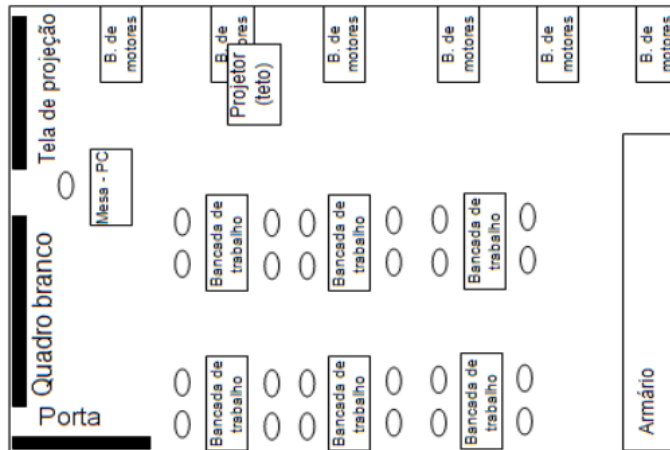 B. de
motores
B. de
motores
B. de
motores
B. de
motores
B. de
motores
B. de
motores
Projetor
(teto)
Tela de projeção
Mesa - PC
Quadro branco
Bancada de
trabalho
Bancada de
trabalho
Bancada de
trabalho
Bancada de
trabalho
Bancada de
trabalho
Bancada de
trabalho
Porta
Armário